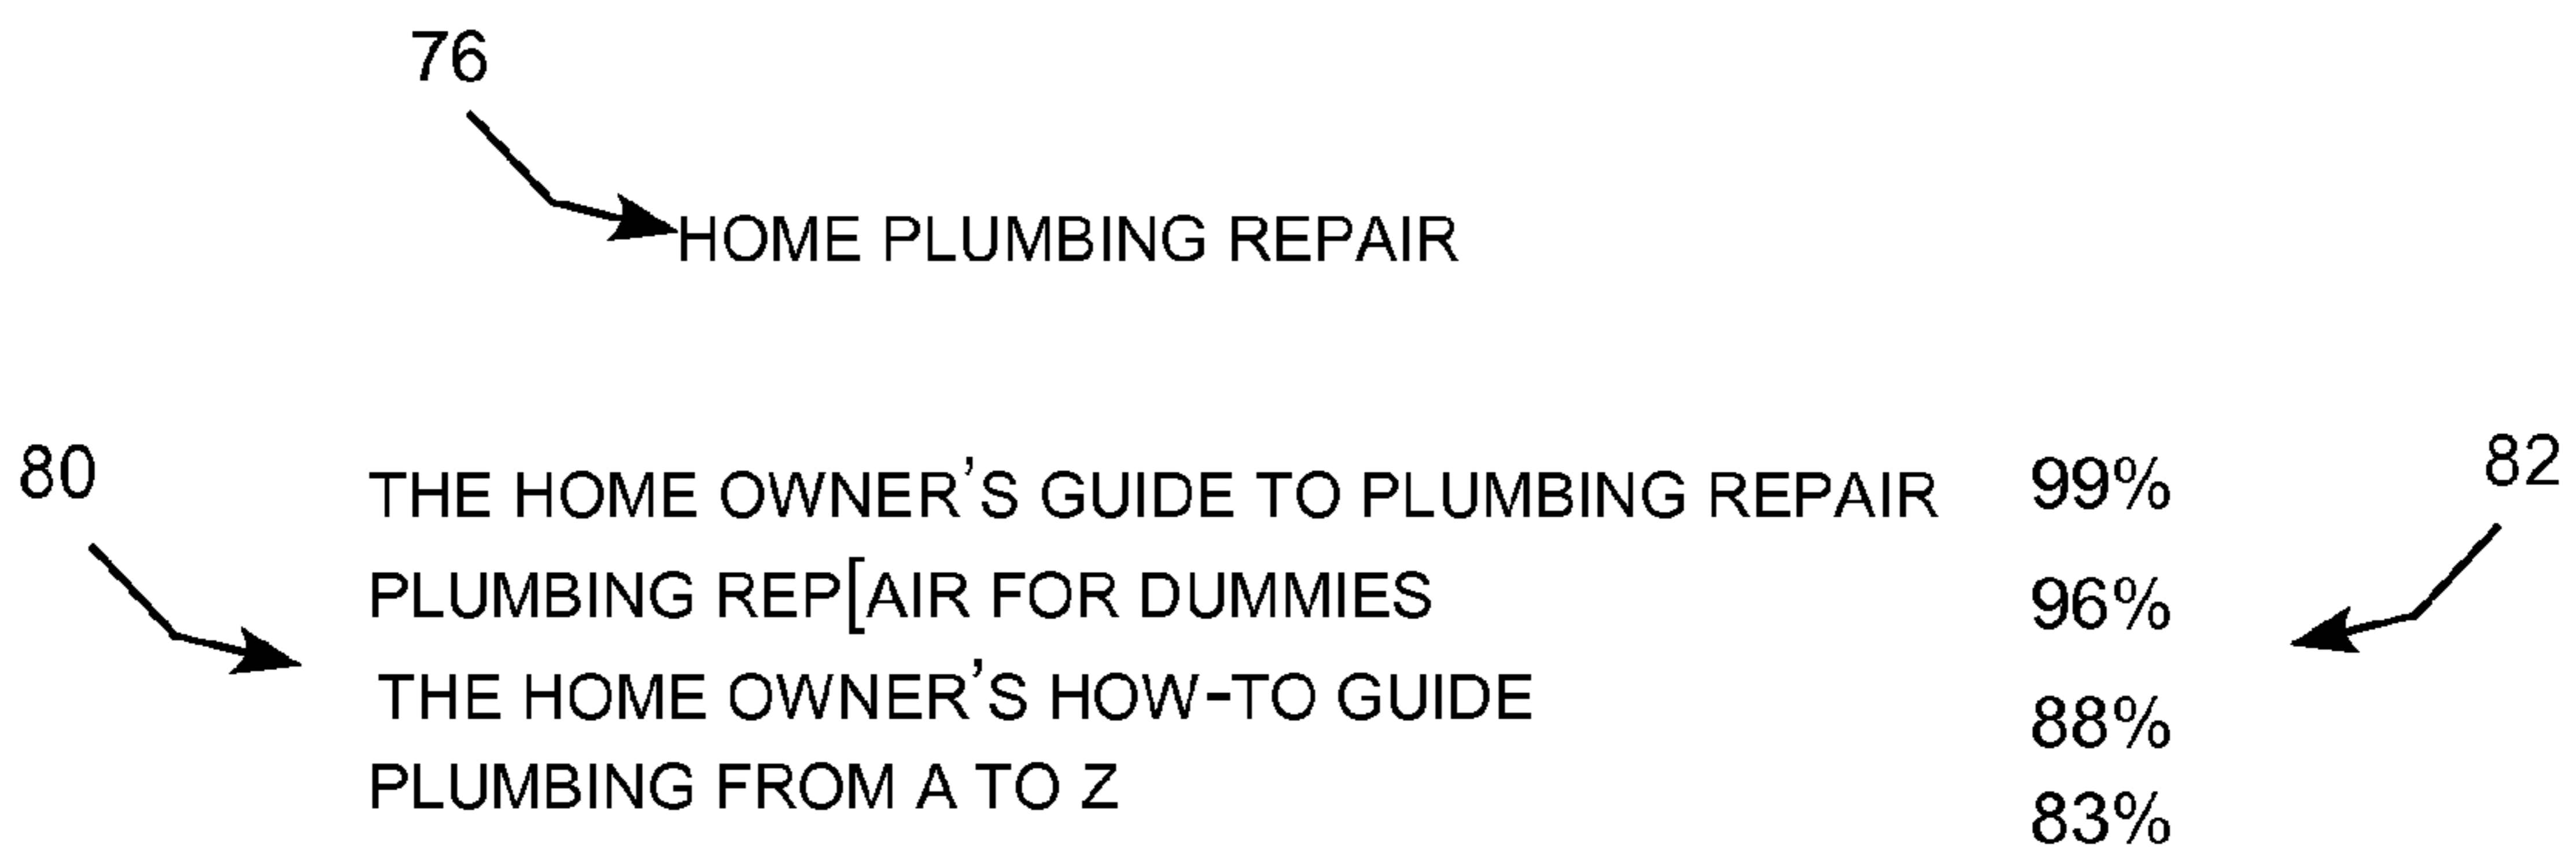 76
HOME PLUMBING REPAIR
80
82
THE HOME OWNER'S GUIDE TO PLUMBING REPAIR 99%
PLUMBING REP[AIR FOR DUMMIES 96%
THE HOME OWNER'S HOW-TO GUIDE 88%
PLUMBING FROM A TO Z 83%